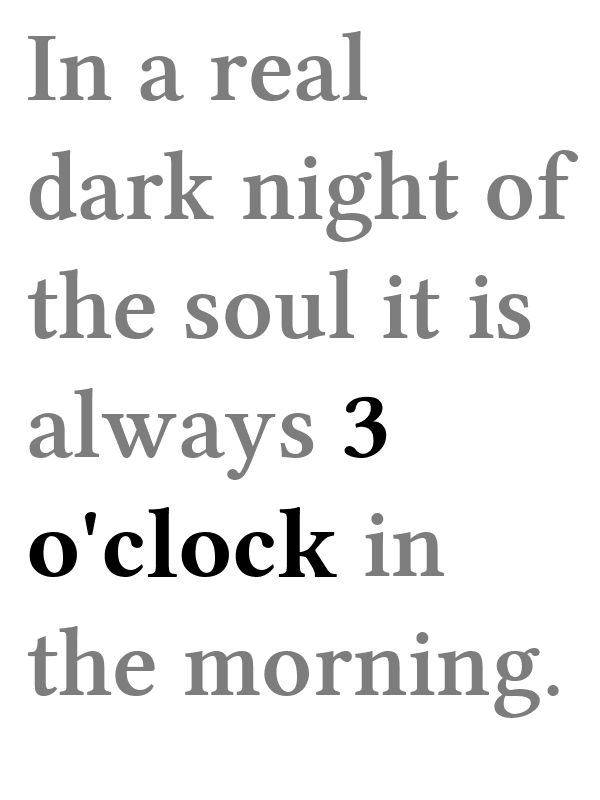 In a real
dark night of
the soul it is
always 3
o'clock in
the morning.